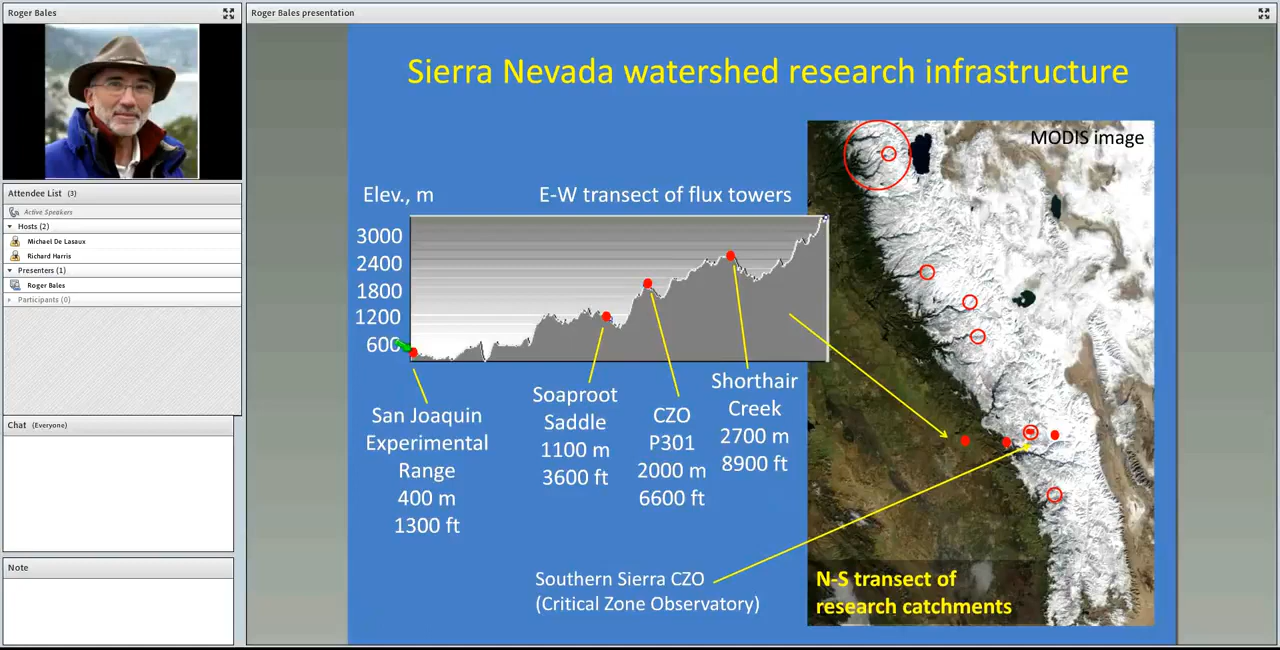 Roger Bales
Attendee List (3)
Active Speakers
Hosts (2)
Michael De Lasaux
Richard Harris
Presenters (1)
Roger Bales
Participants (0)
Chat (Everyone)
Note
Roger Bales presentation
Sierra Nevada watershed research infrastructure
MODIS image
Elev., m
E-W transect of flux towers
3000
2400
1800
1200
600
San Joaquin
Experimental
Range
400 m
1300 ft
Soaproot
Saddle
1100 m
3600 ft
CZO
P301
2000 m
6600 ft
Shorthair
Creek
2700 m
8900 ft
Southern Sierra CZO
(Critical Zone Observatory)
N-S transect of
research catchments